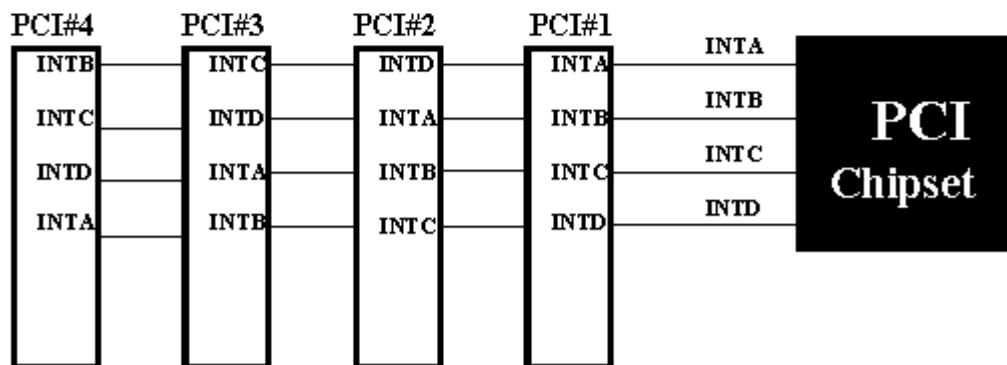 PCI#4 PCI#3 PCI#2 PCI#1
INTA
INTB INTC INTD INTA
INTB
INTC INTD INTA INTB
INTC
INTD INTA INTB INTC
INTD
INTA INTB INTC INTD
PCI
Chipset